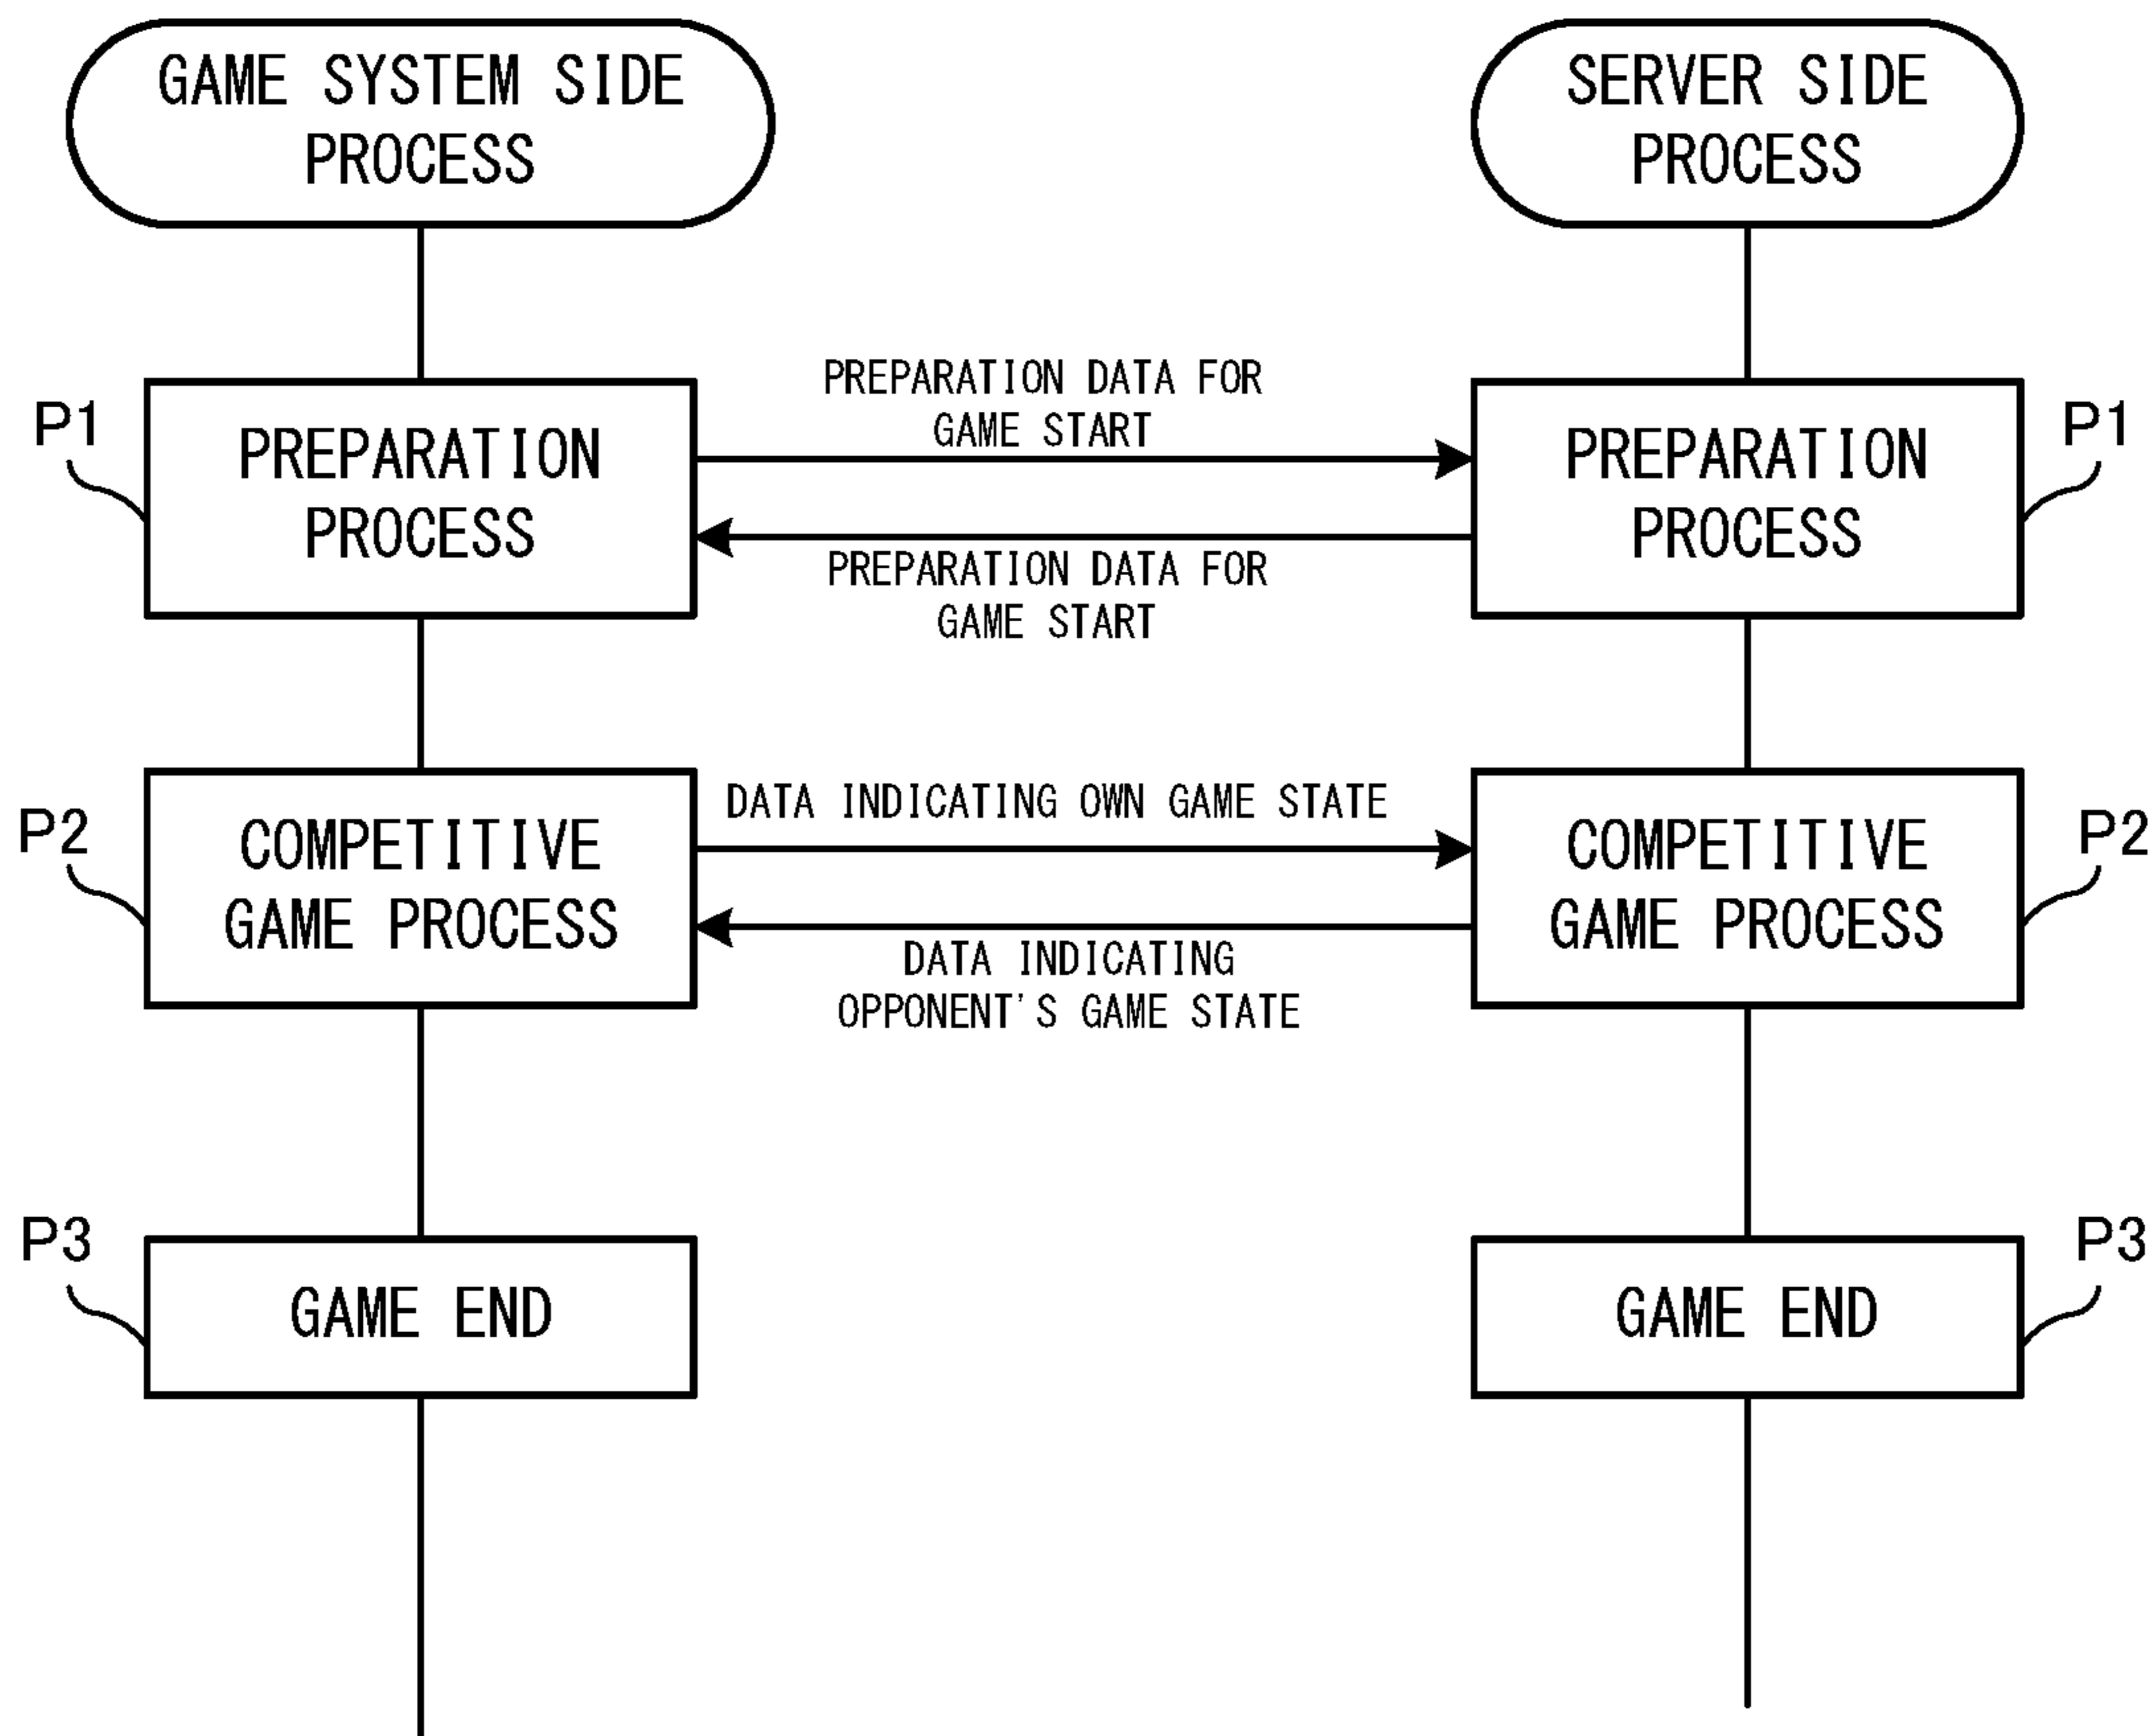 GAME SYSTEM SIDE
PROCESS
SERVER SIDE
PROCESS
P1
PREPARATION
PROCESS
PREPARATION DATA FOR
GAME START
PREPARATION DATA FOR
GAME START
PREPARATION
PROCESS
P1
P2
COMPETITIVE
GAME PROCESS
DATA INDICATING OWN GAME STATE
DATA INDICATING
OPPONENT'S GAME STATE
COMPETITIVE
GAME PROCESS
P2
P3
GAME END
GAME END
P3